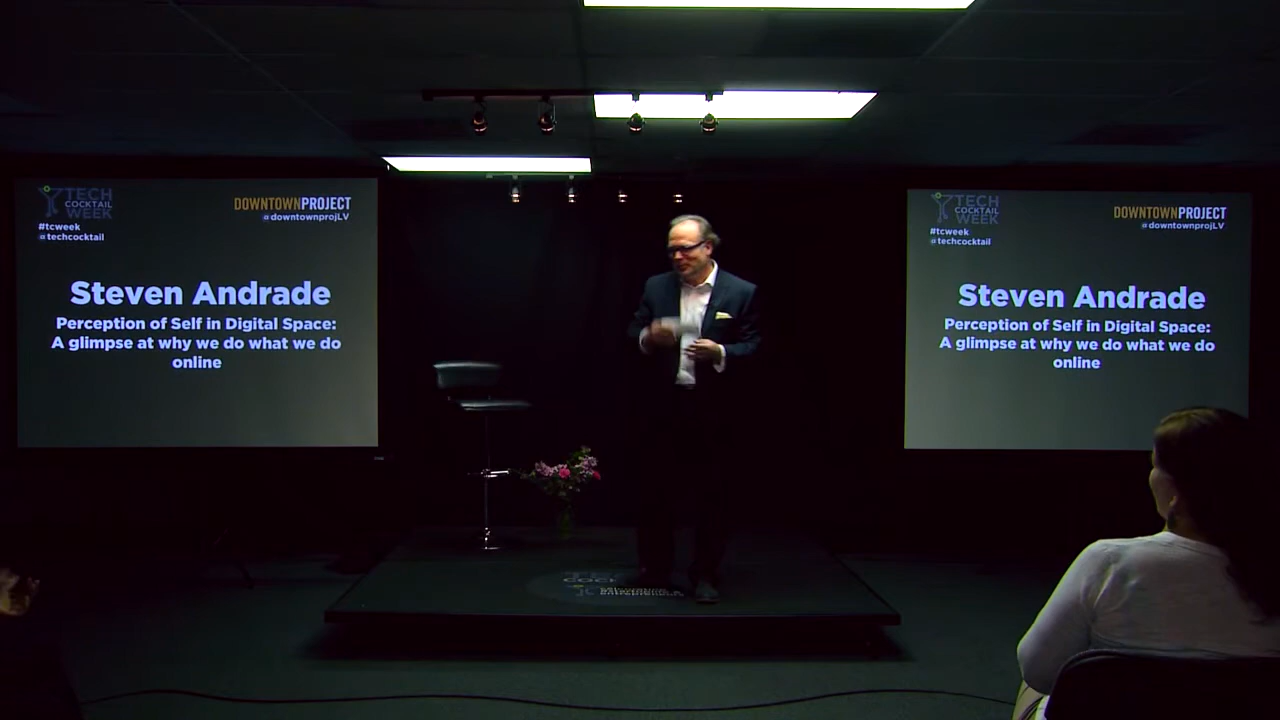 TECH
COCKTAIL
WEEK
#tcweek
@techcocktail
DOWNTOWNPROJECT
@downtownprojLV
Steven Andrade
Perception of Self in Digital Space:
A glimpse at why we do what we do
online
TECH
COCKTAIL
WEEK
#tcweek
@techcocktail
DOWNTOWNPROJECT
@downtownprojLV
Steven Andrade
Perception of Self in Digital Space:
A glimpse at why we do what we do
online